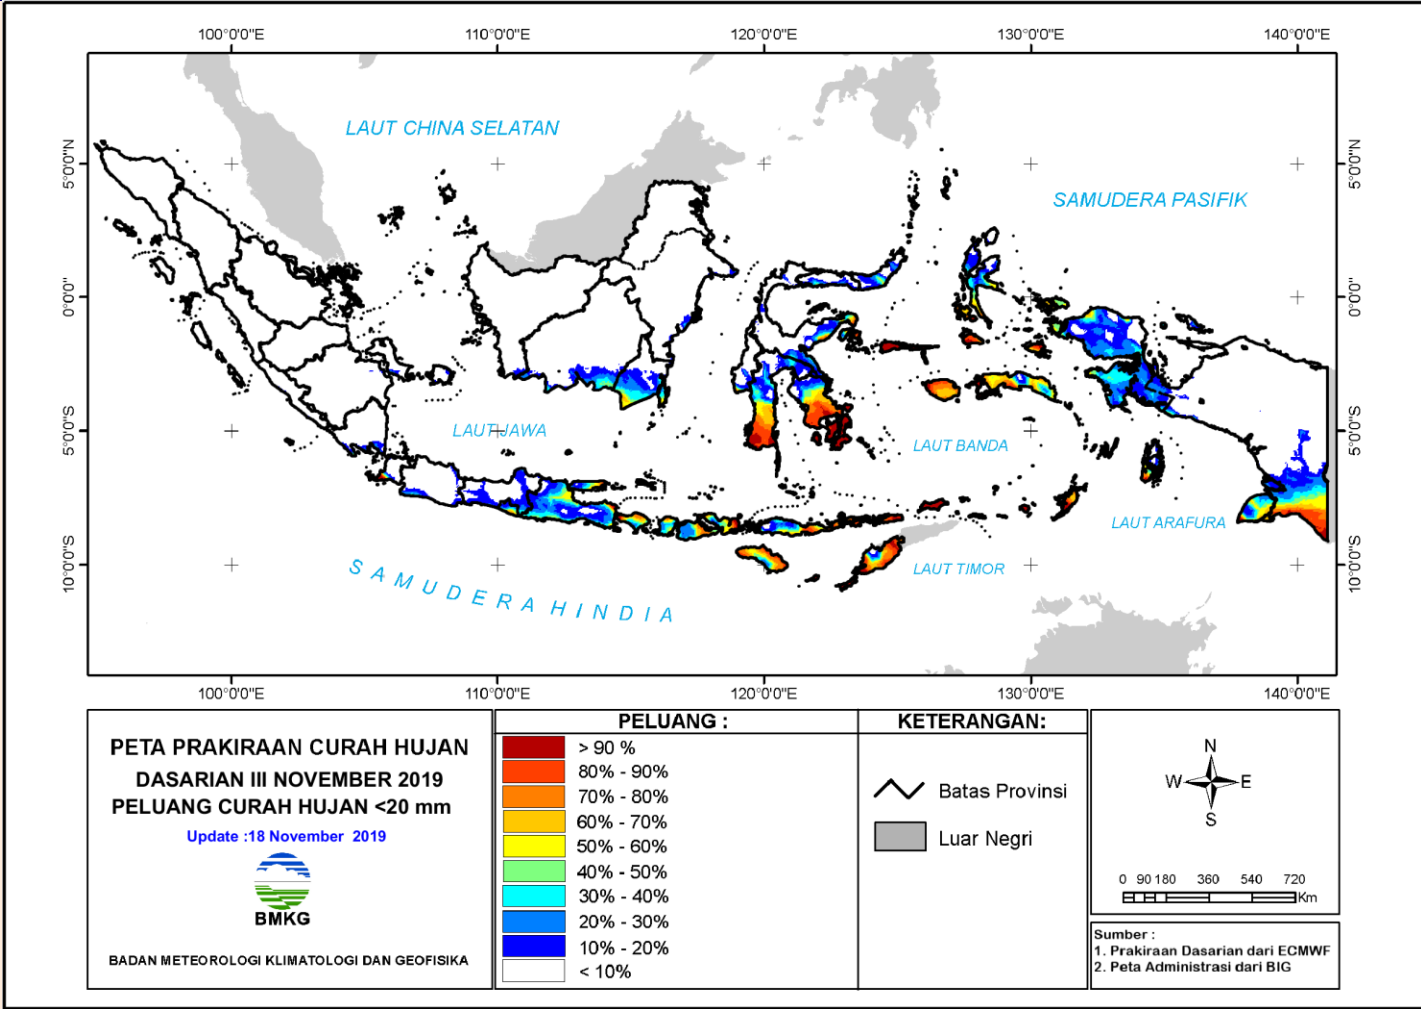 100°0'0"E 110°0'0"E 120°0'0"E 130°0'0"E 140°0'0"E
LAUT CHINA SELATAN
5°0'0"N 5°0'0"N
SAMUDERA PASIFIK
0°0'0" 0°0'0"
LAUT JAWA
5°0'0"S 5°0'0"S
LAUT BANDA
LAUT ARAFURA
10°0'0"S 10°0'0"S
LAUT TIMOR
SAMUDERA HINDIA
100°0'0"E 110°0'0"E 120°0'0"E 130°0'0"E 140°0'0"E
PETA PRAKIRAAN CURAH HUJAN
DASARIAN III NOVEMBER 2019
PELUANG CURAH HUJAN <20 mm
Update :18 November 2019
BMKG
BADAN METEOROLOGI KLIMATOLOGI DAN GEOFISIKA
PELUANG :
> 90 %
80% - 90%
70% - 80%
60% - 70%
50% - 60%
40% - 50%
30% - 40%
20% - 30%
10% - 20%
< 10%
KETERANGAN:
Batas Provinsi
Luar Negri
N
W E
S
0 90 180 360 540 720
Km
Sumber :
1. Prakiraan Dasarian dari ECMWF
2. Peta Administrasi dari BIG